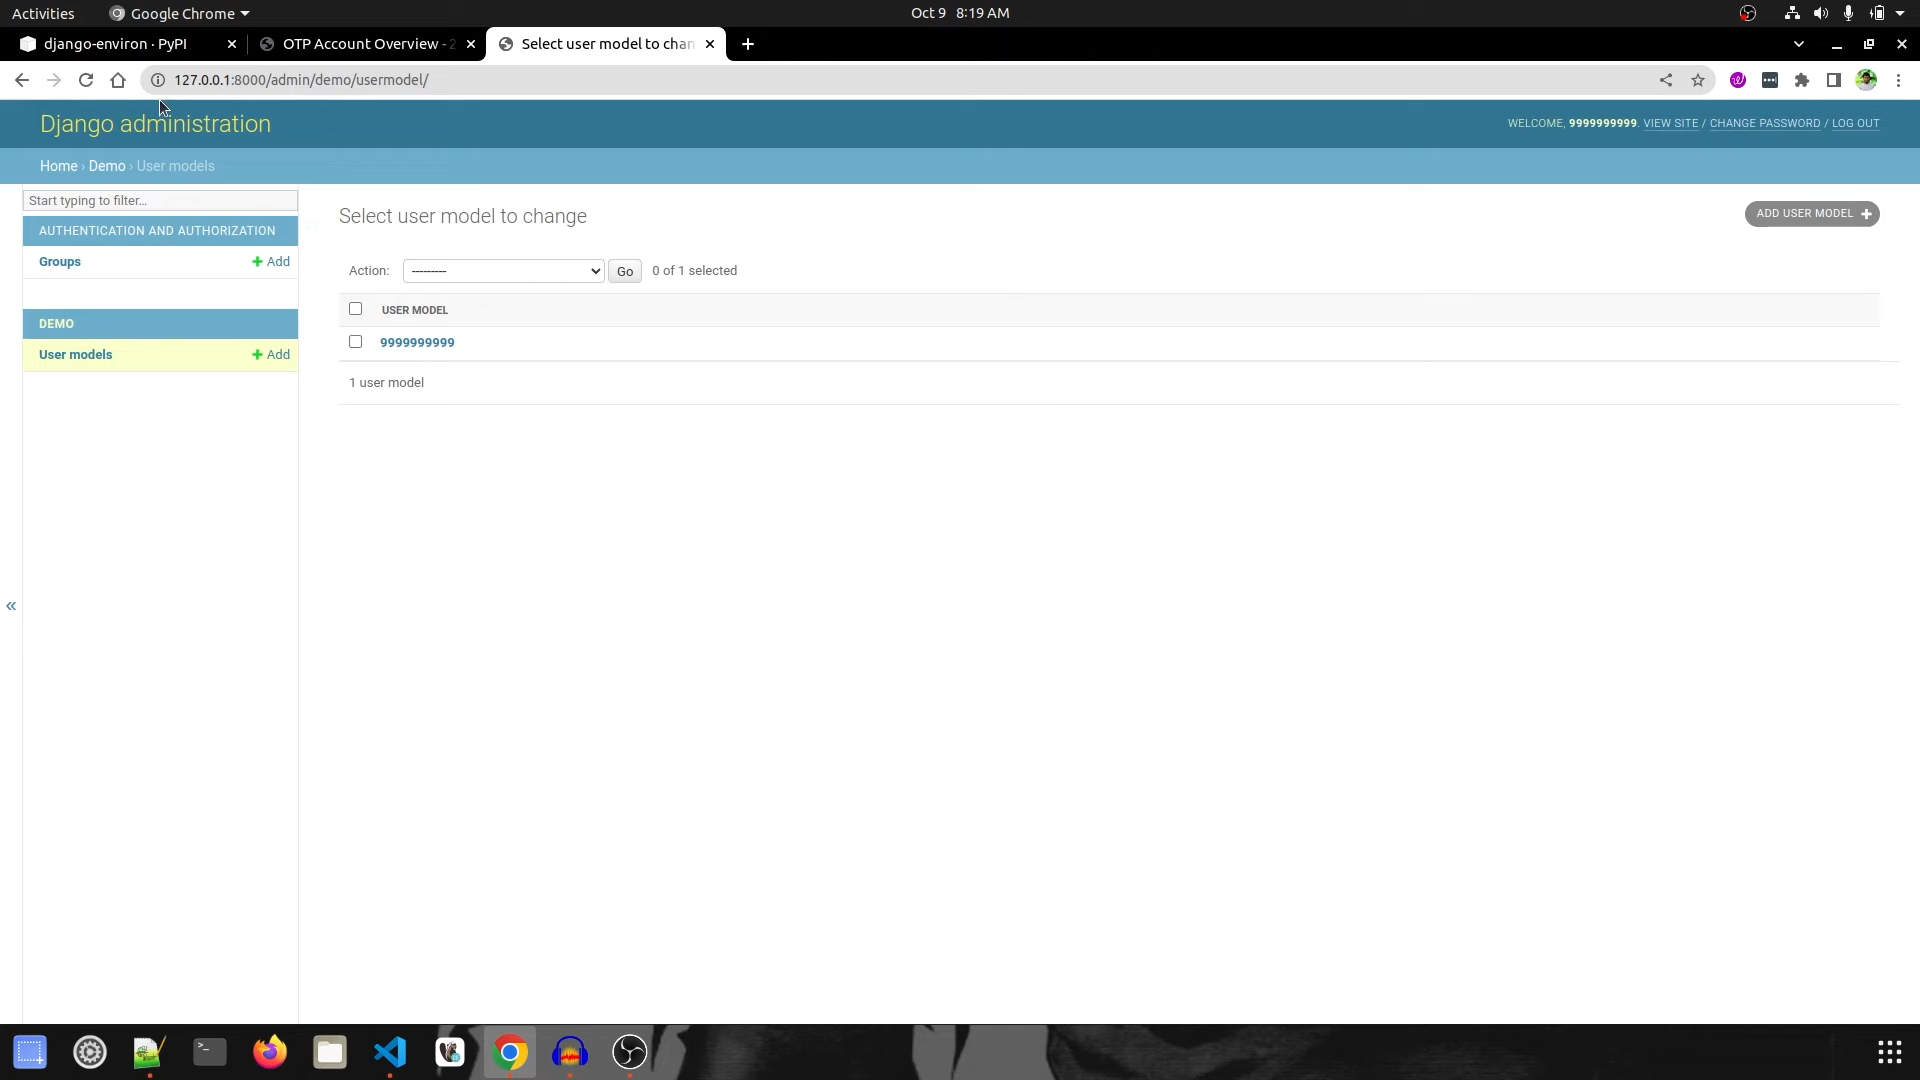 Activities
Google Chrome
Oct 9 8:19 AM
django-environ · PyPI
OTP Account Overview - 2
Select user model to chan
127.0.0.1:8000/admin/demo/usermodel/
Django administration
WELCOME, 9999999999. VIEW SITE / CHANGE PASSWORD / LOG OUT
Home › Demo › User models
Start typing to filter...
Select user model to change
ADD USER MODEL +
AUTHENTICATION AND AUTHORIZATION
Groups
+ Add
Action:
---------
Go
0 of 1 selected
USER MODEL
DEMO
9999999999
User models
+ Add
1 user model
«